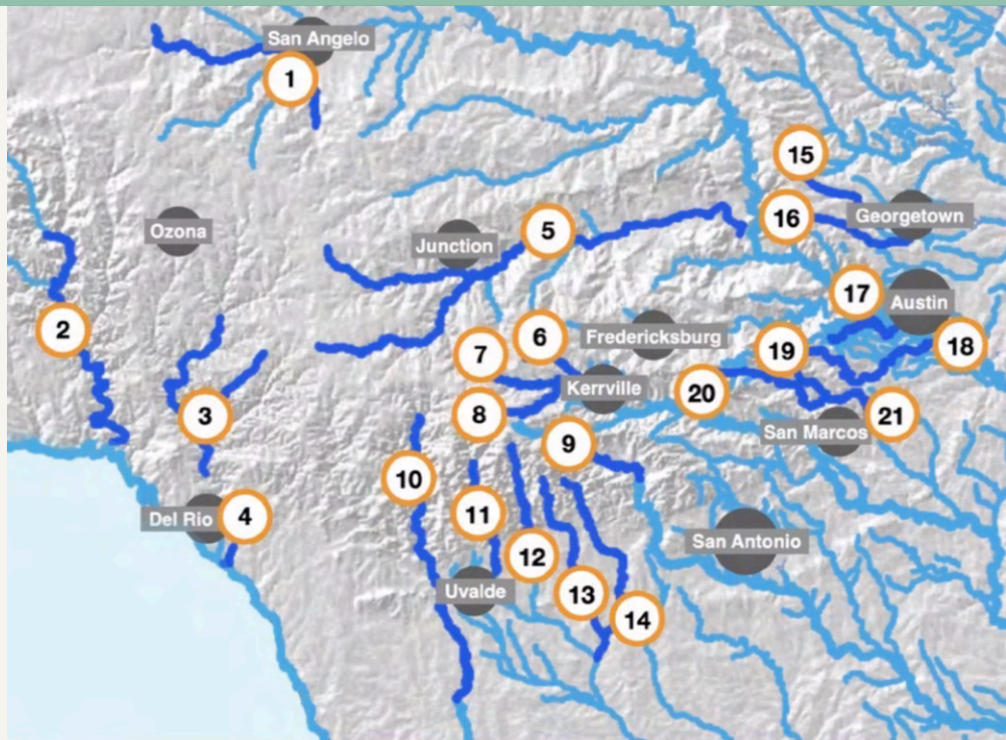 San Angelo
1
15
16
Georgetown
Ozona
5
Junction
17
Austin
2
6
Fredericksburg
18
19
7
Kerrville
20
3
8
21
San Marcos
9
10
11
4
Del Rio
12
San Antonio
Uvalde
13
14